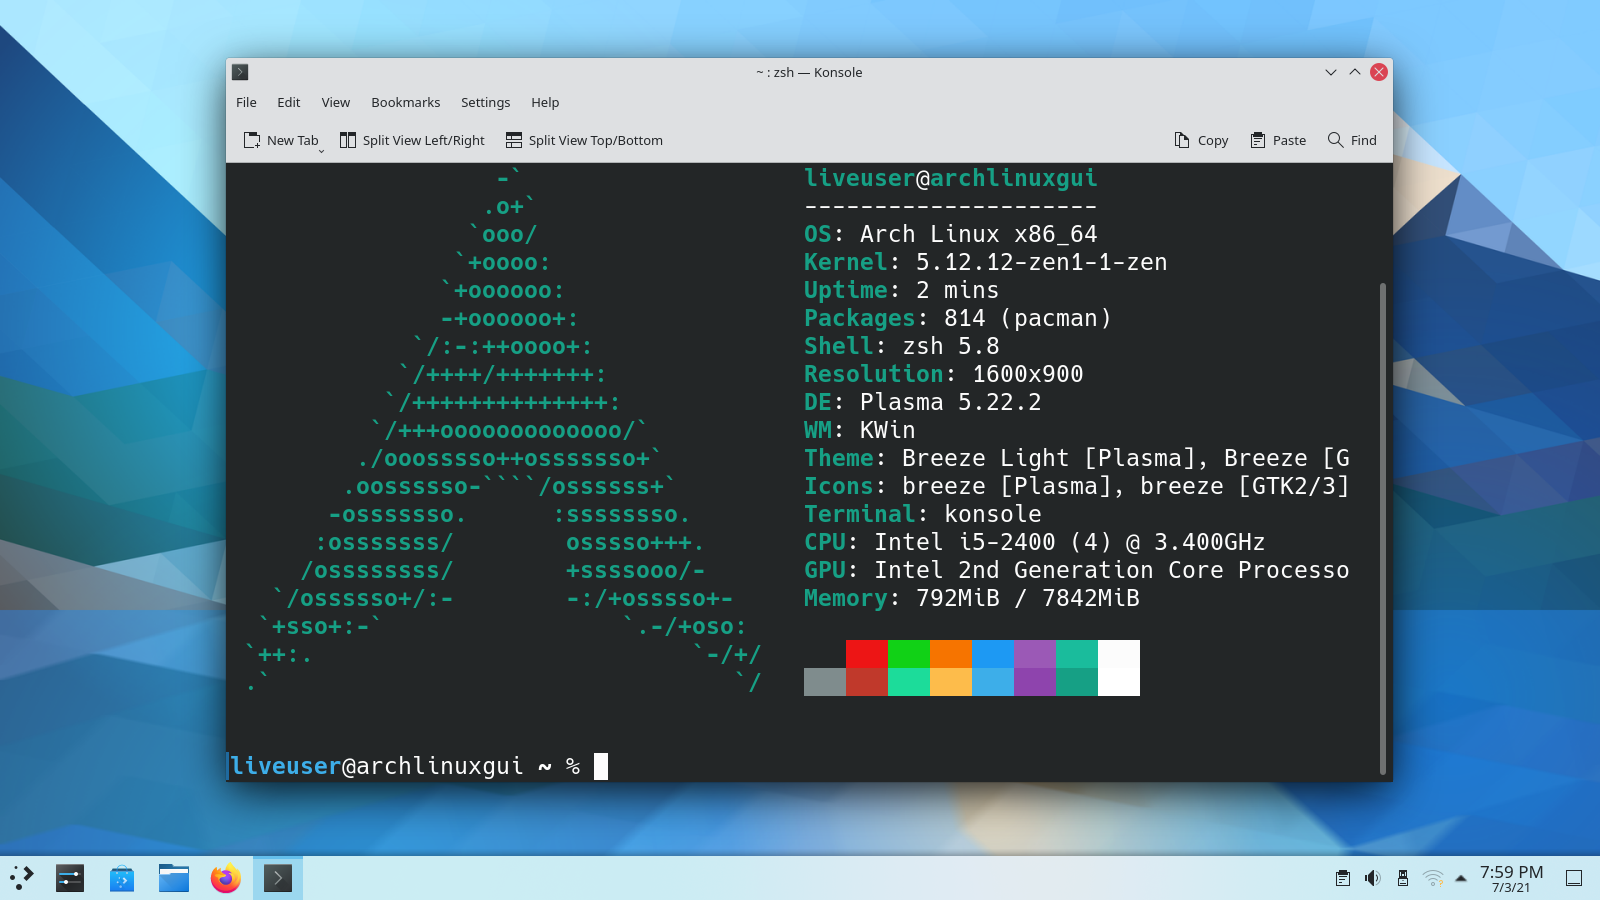 ~ : zsh — Konsole
File Edit View Bookmarks Settings Help
New Tab Split View Left/Right Split View Top/Bottom Copy Paste Find
-`
.o+`
`ooo/
`+oooo:
`+oooooo:
-+oooooo+:
`/:-:++oooo+:
`/++++/+++++++:
`/++++++++++++++:
`/+++ooooooooooooo/`
./ooosssso++osssssso+`
.oossssso-````/ossssss+`
-osssssso. :ssssssso.
:osssssss/ osssso+++.
/ossssssss/ +ssssooo/-
`/ossssso+/:- -:/+osssso+-
`+sso+:-` `.-/+oso:
`++:. `-/+/
.` `/
liveuser@archlinuxgui
---------------------
OS: Arch Linux x86_64
Kernel: 5.12.12-zen1-1-zen
Uptime: 2 mins
Packages: 814 (pacman)
Shell: zsh 5.8
Resolution: 1600x900
DE: Plasma 5.22.2
WM: KWin
Theme: Breeze Light [Plasma], Breeze [G
Icons: breeze [Plasma], breeze [GTK2/3]
Terminal: konsole
CPU: Intel i5-2400 (4) @ 3.400GHz
GPU: Intel 2nd Generation Core Processo
Memory: 792MiB / 7842MiB
liveuser@archlinuxgui ~ %
7:59 PM
7/3/21